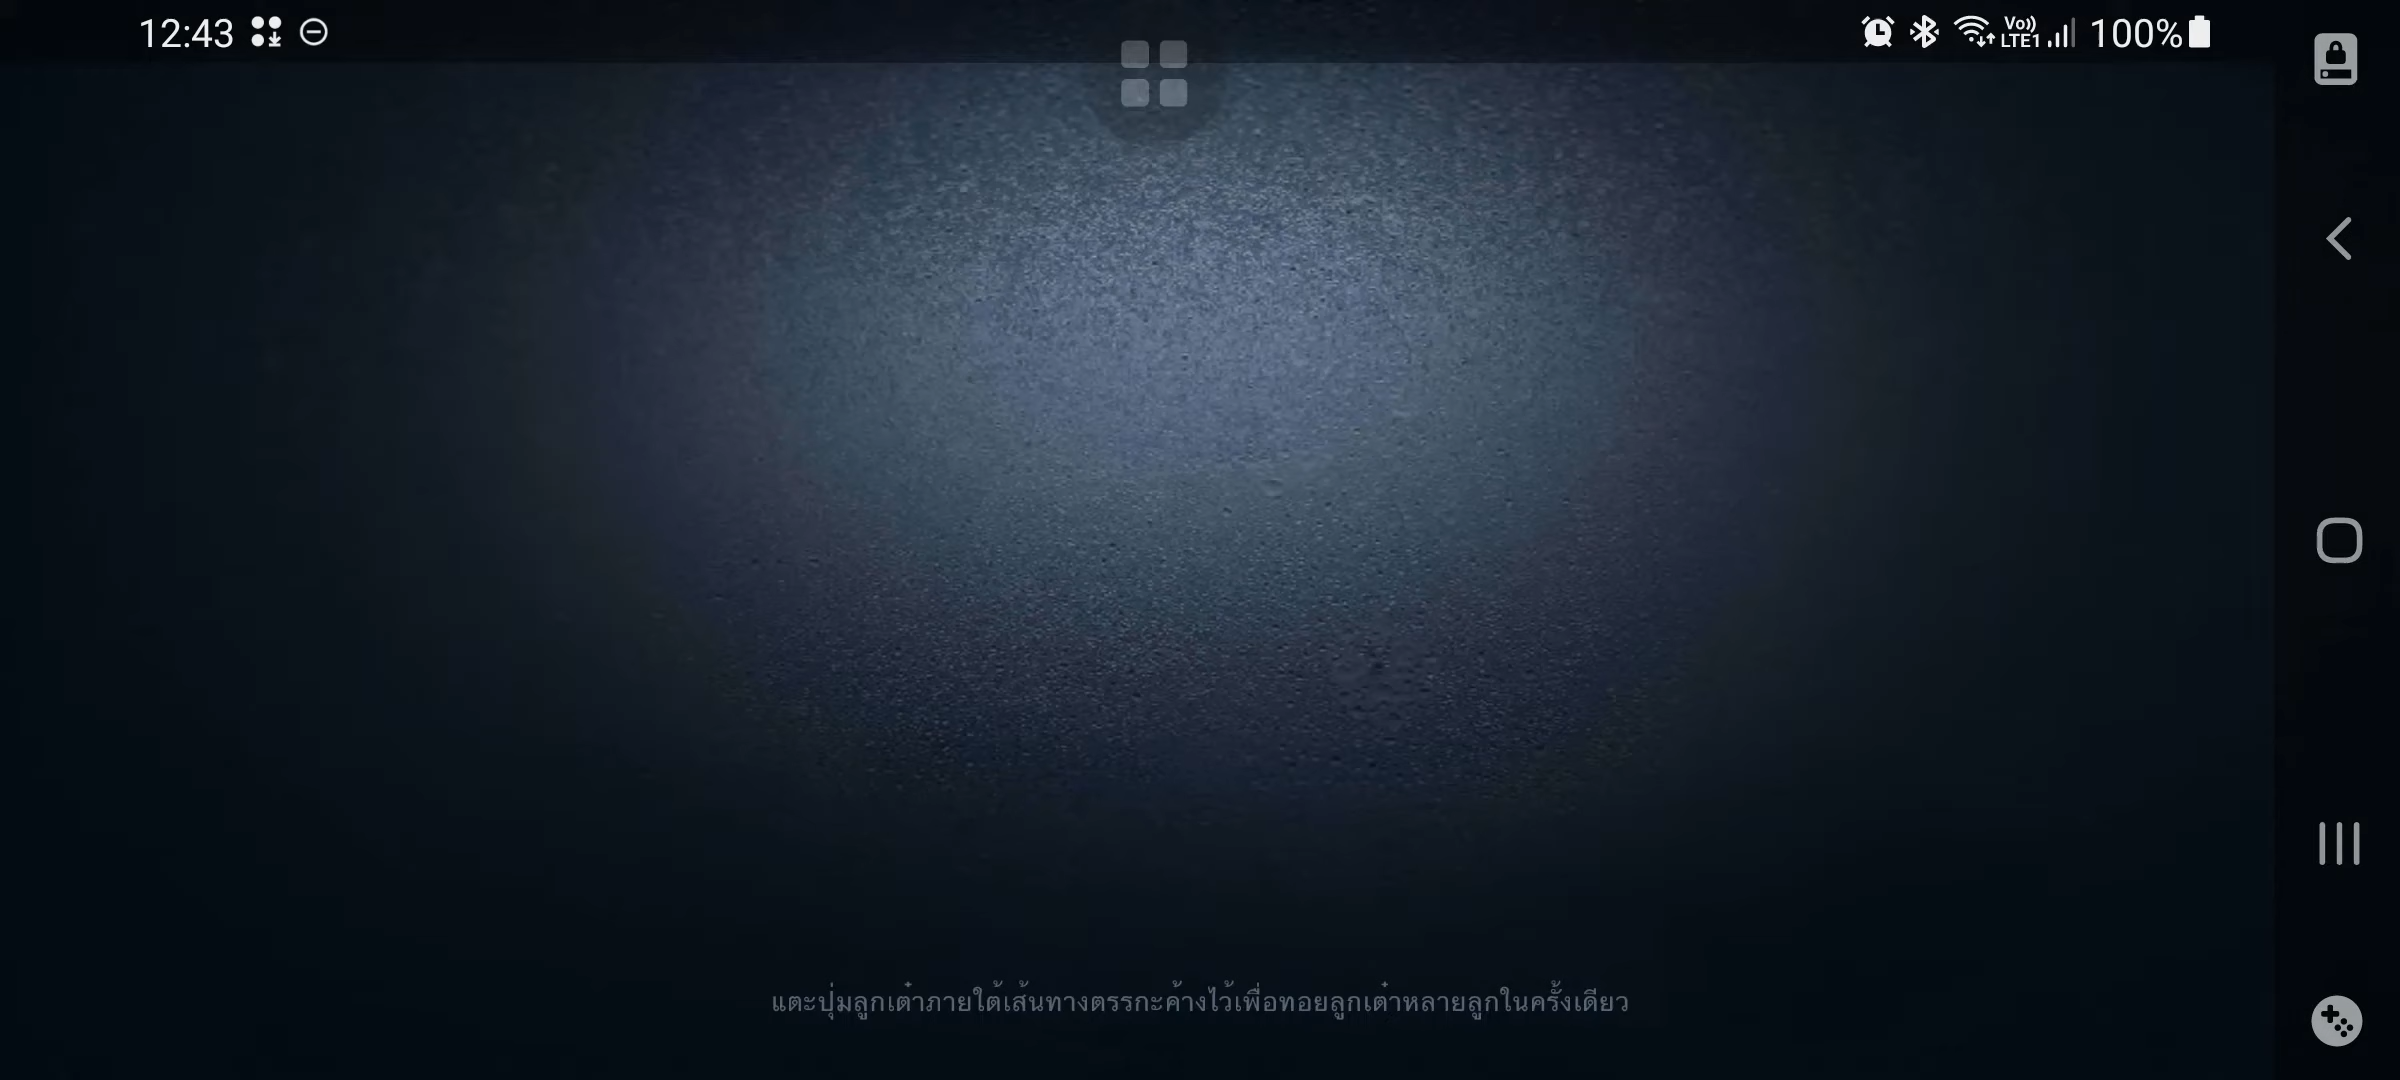 12:43
Vo))
LTE1
100%
แตะปุ่มลูกเต๋าภายใต้เส้นทางตรรกะค้างไว้เพื่อทอยลูกเต๋าหลายลูกในครั้งเดียว